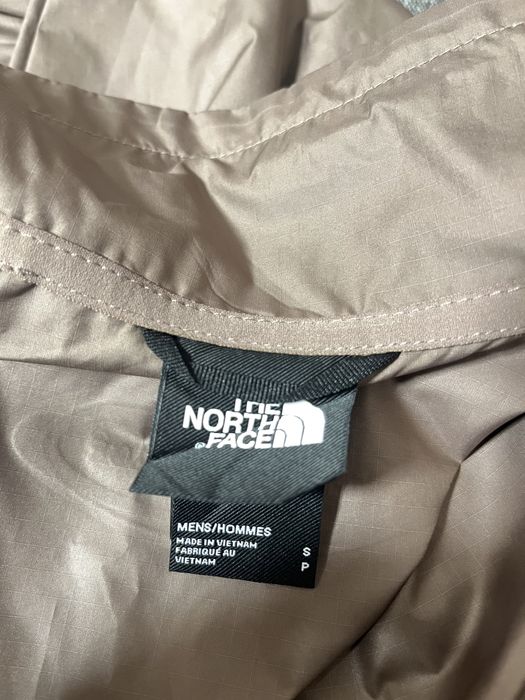 THE
NORTH
FACE
MENS/HOMMES
MADE IN VIETNAM
FABRIQUÉ AU
VIETNAM
S
P